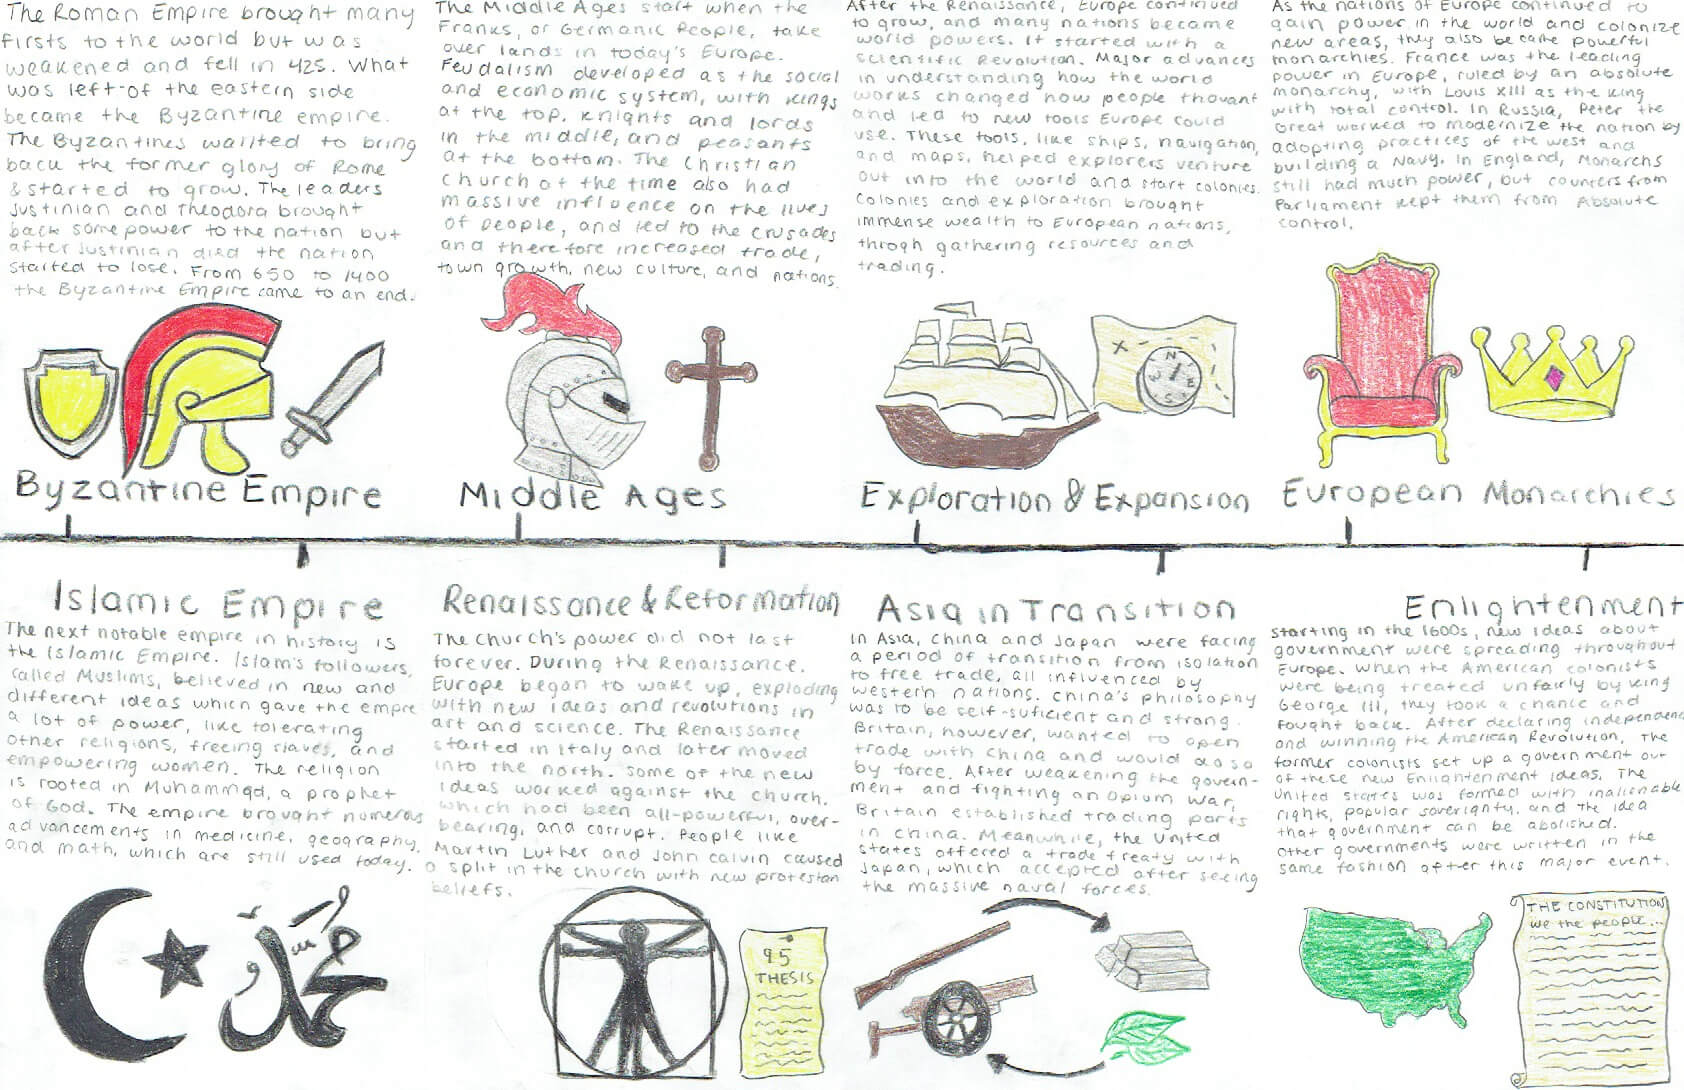 The Roman Empire brought many
firsts to the world but was
weakened and fell in 425. What
was left of the eastern side
became the Byzantine empire.
The Byzantines wanted to bring
back the former glory of Rome
& started to grow. The leaders
Justinian and Theodora brought
back some power to the nation but
after Justinian died the nation
started to lose. From 650 to 1400
the Byzantine Empire came to an end.
Byzantine Empire
The Middle Ages start when the
Franks, or Germanic People, take
over lands in today's Europe.
Feudalism developed as the social
and economic system, with kings
at the top, knights and lords
in the middle, and peasants
at the bottom. The Christian
church at the time also had
massive influence on the lives
of people, and led to the crusades
and therefore increased trade,
town growth, new culture, and nations.
Middle Ages
After the Renaissance, Europe continued
to grow, and many nations became
world powers. It started with a
Scientific Revolution. Major advances
in understanding how the world
works changed how people thought
and led to new tools Europe could
use. These tools, like ships, navigation,
and maps, helped explorers venture
out into the world and start colonies.
Colonies and exploration brought
immense wealth to European nations,
throgh gathering resources and
trading.
N
E
S
W
Exploration & Expansion
As the nations of Europe continued to
gain power in the world and colonize
new areas, they also became powerful
monarchies. France was the leading
power in Europe, ruled by an absolute
monarchy, with Louis XIII as the king
with total control. In Russia, Peter the
Great worked to modernize the nation by
adopting practices of the west and
building a Navy. In England, Monarchs
still had much power, but counters from
Parliament kept them from Absolute
control.
European Monarchies
Islamic Empire
The next notable empire in history is
the Islamic Empire. Islam's followers,
called Muslims, believed in new and
different ideas which gave the empre
a lot of power, like tolerating
other religions, freeing slaves, and
empowering women. The religion
is rooted in Muhammad, a prophet
of God. The empire brought numerous
advancements in medicine, geography,
and math, which are still used today.
محمد
Renaissance & Reformation
The church's power did not last
forever. During the Renaissance,
Europe began to wake up, exploding
with new ideas and revolutions in
art and science. The Renaissance
started in Italy and later moved
into the north. Some of the new
ideas worked against the church,
which had been all-powerful, over-
bearing, and corrupt. People like
Martin Luther and John Calvin caused
a split in the church with new protestan
beliefs.
95
THESIS
Asia in Transition
In Asia, China and Japan were facing
a period of transition from isolation
to free trade, all influenced by
western nations. China's philosophy
was to be self-suficient and strong.
Britain, however, wanted to open
trade with China and would do so
by force. After weakening the govern-
ment and fighting an opium war,
Britain established trading ports
in China. Meanwhile, the United
States offered a trade treaty with
Japan, which accepted after seeing
the massive naval forces.
Enlightenment
Starting in the 1600s, new ideas about
government were spreading throughout
Europe. When the American colonists
were being treated unfairly by King
George III, they took a chance and
fought back. After declaring independenc
and winning the American Revolution, the
former colonists set up a government out
of these new Enlightenment ideas. The
United States was formed with inalienable
rights, popular soverignty, and the idea
that government can be abolished.
Other governments were written in the
same fashion after this major event.
THE CONSTITUTION
We the people...